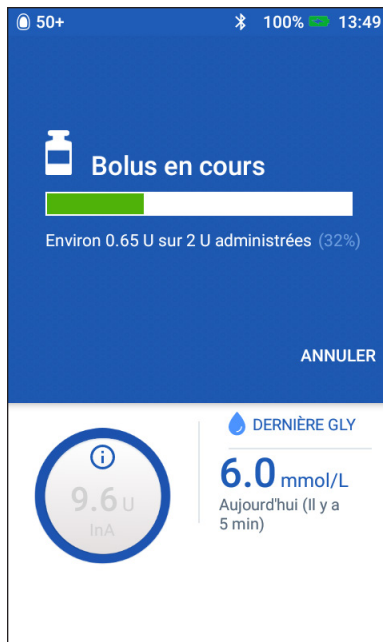 50+ 100% 13:49
Bolus en cours
Environ 0.65 U sur 2 U administrées (32%)
ANNULER
DERNIÈRE GLY
6.0 mmol/L
Aujourd'hui (Il y a
5 min)
9.6 U
InA